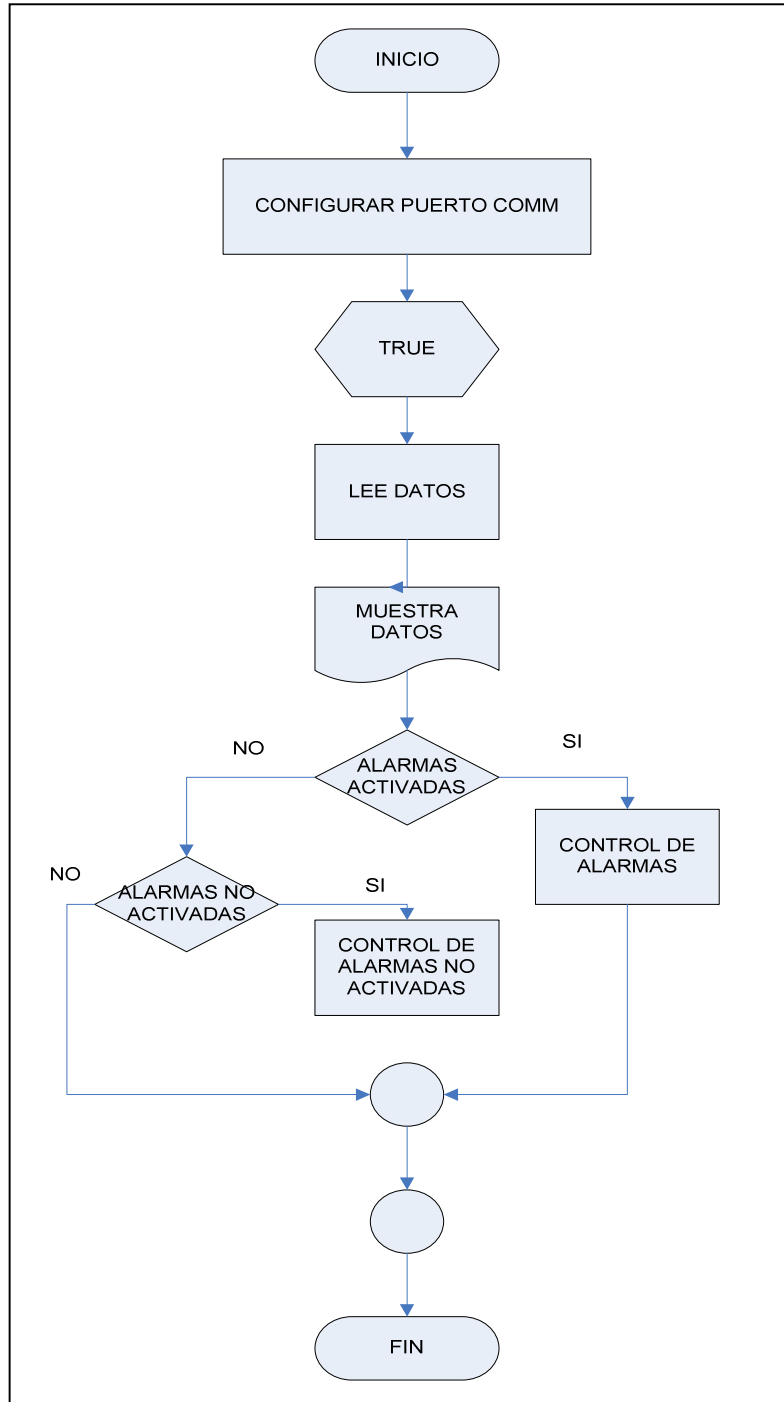 INICIO
CONFIGURAR PUERTO COMM
TRUE
LEE DATOS
MUESTRA
DATOS
NO
SI
ALARMAS
ACTIVADAS
CONTROL DE
ALARMAS
NO
SI
ALARMAS NO
ACTIVADAS
CONTROL DE
ALARMAS NO
ACTIVADAS
FIN